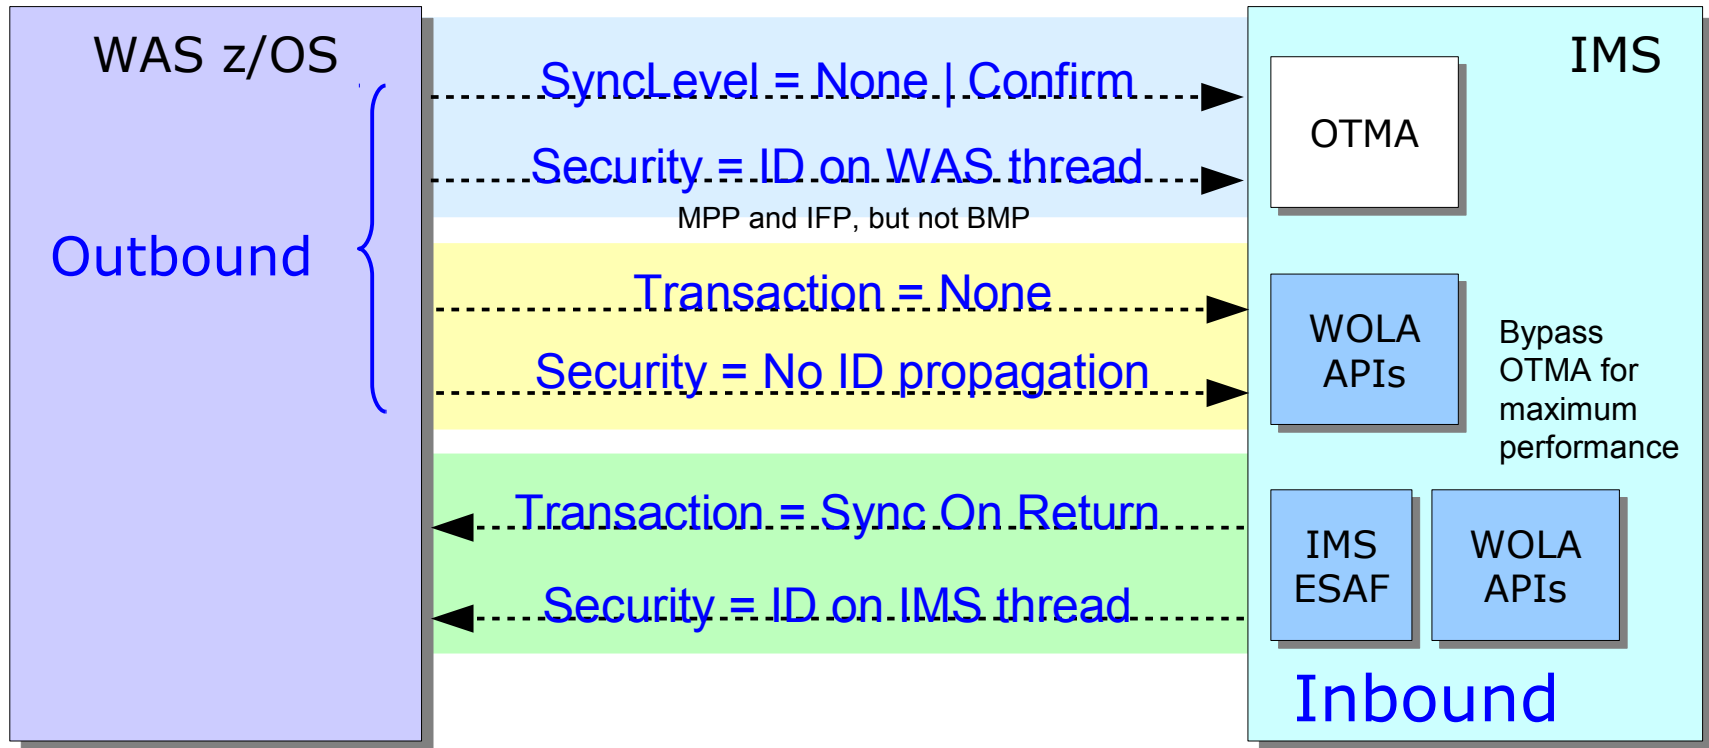 WAS z/OS
IMS
SyncLevel = None | Confirm
OTMA
Security = ID on WAS thread
MPP and IFP, but not BMP
Outbound
Transaction = None
WOLA
APIs
Bypass
OTMA for
maximum
performance
Security = No ID propagation
Transaction = Sync On Return
IMS
ESAF
WOLA
APIs
Security = ID on IMS thread
Inbound